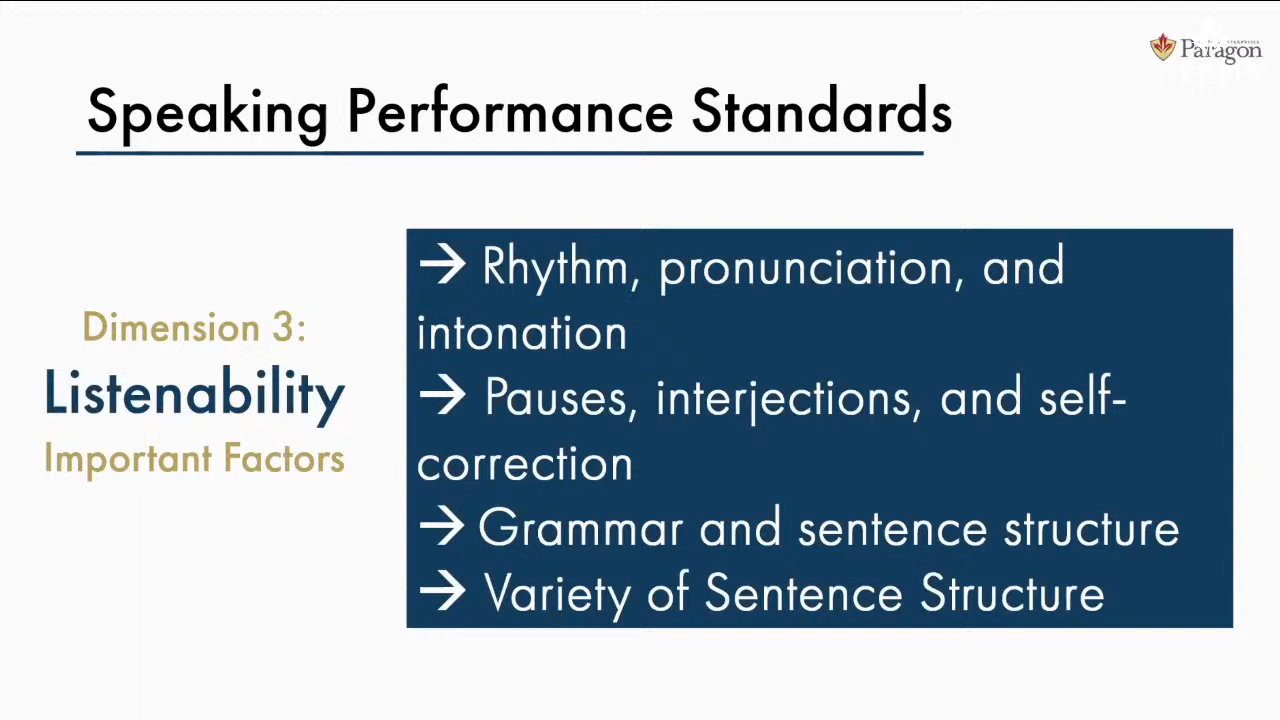 Paragon
Speaking Performance Standards
Dimension 3:
Listenability
Important Factors
→ Rhythm, pronunciation, and
intonation
→ Pauses, interjections, and self-
correction
→ Grammar and sentence structure
→ Variety of Sentence Structure